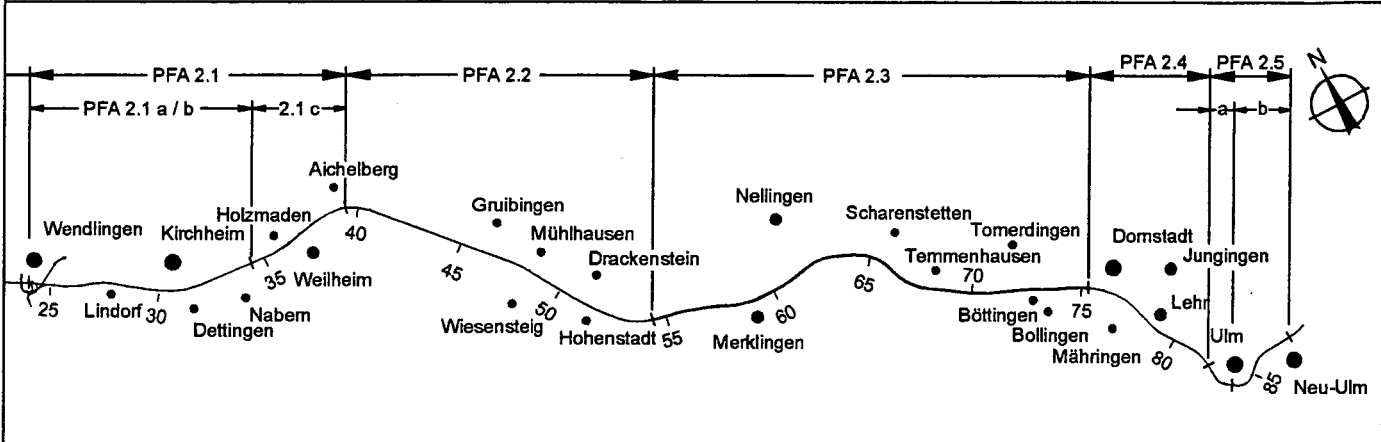 PFA 2.1
PFA 2.2
PFA 2.3
PFA 2.4
PFA 2.5
N
PFA 2.1 a / b
2.1 c
a
b
Aichelberg
Gruibingen
Nellingen
Scharenstetten
Tomerdingen
Wendlingen
Kirchheim
Holzmaden
40
Mühlhausen
Dornstadt
Jungingen
35
Weilheim
45
Drackenstein
65
Temmenhausen
70
25
Lindorf
30
Dettingen
Nabern
Wiesensteig
50
Hohenstadt
55
Merklingen
60
Böttingen
Bollingen
75
Mähringen
Lehr
80
Ulm
85
Neu-Ulm